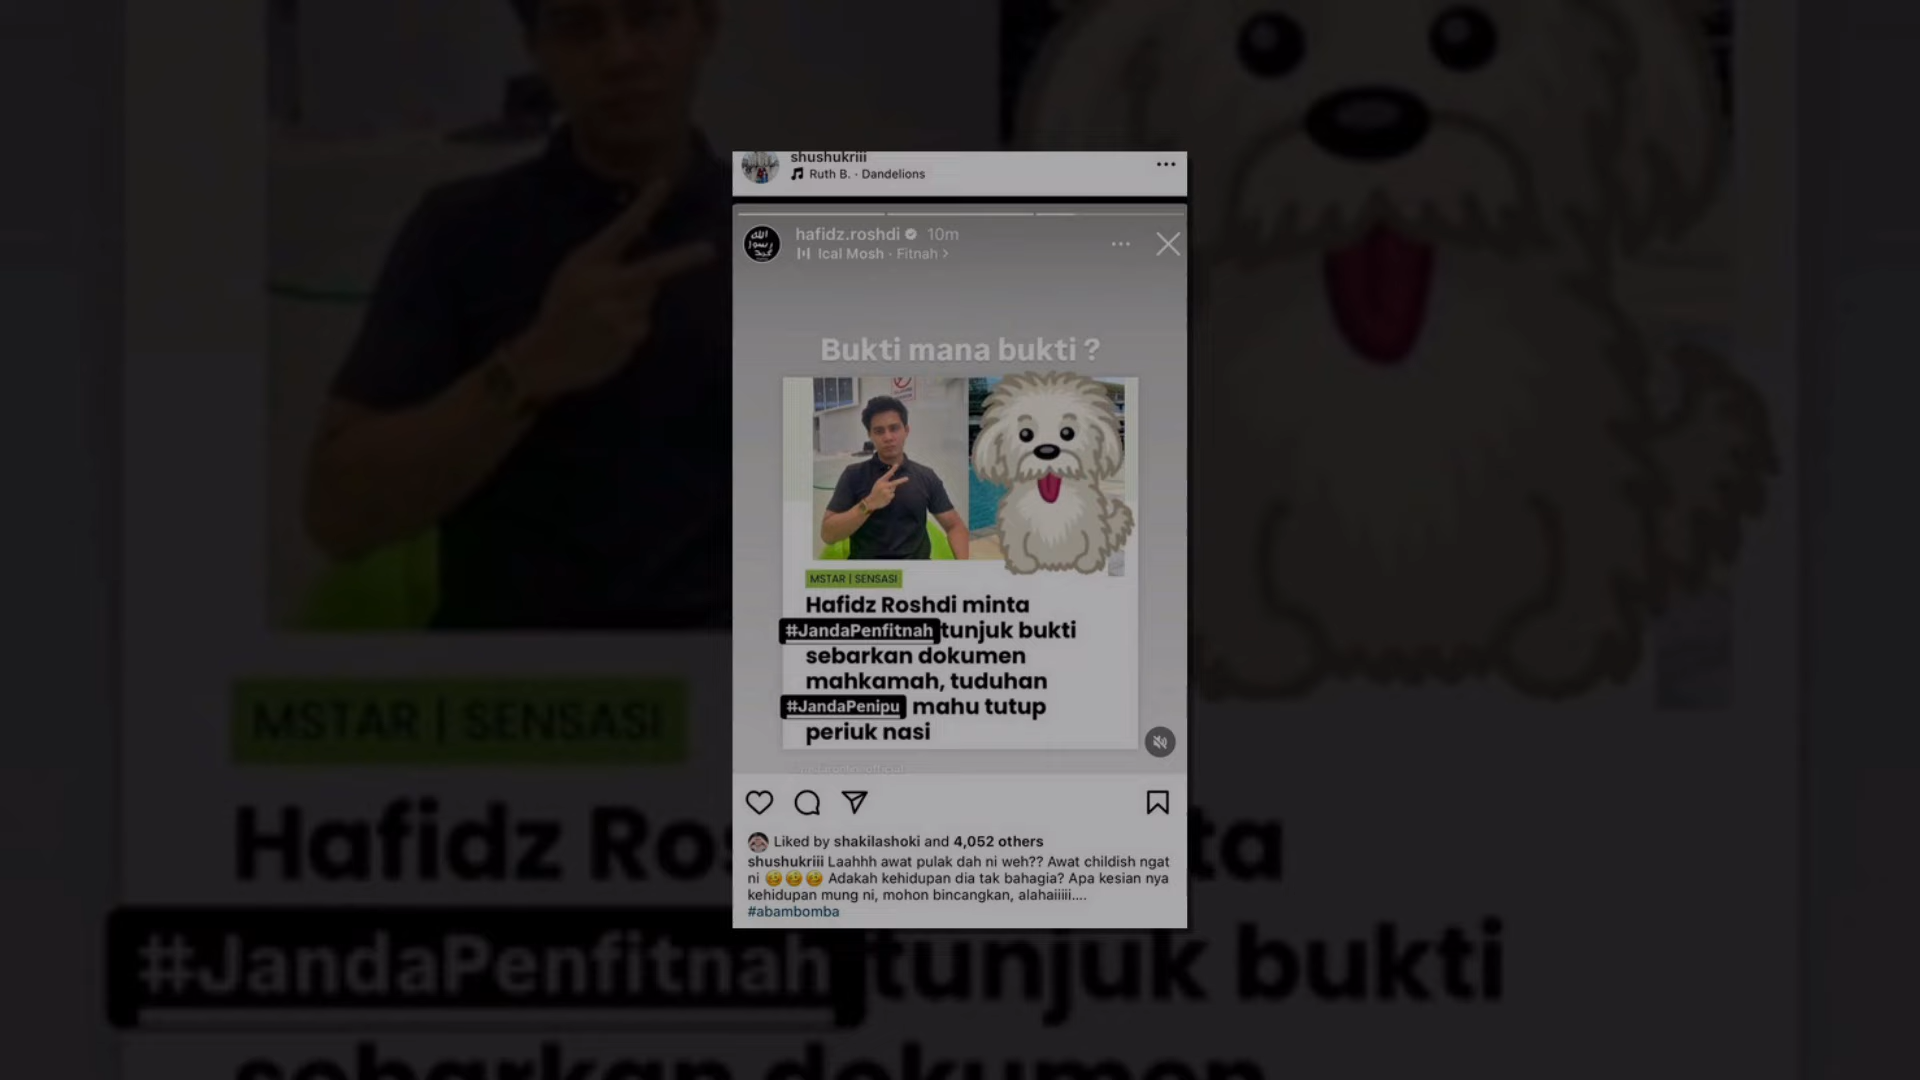 shushukriii
Ruth B. · Dandelions
hafidz.roshdi 10m
Ical Mosh · Fitnah >
Bukti mana bukti ?
MSTAR | SENSASI
Hafidz Roshdi minta
#JandaPenfitnah tunjuk bukti
sebarkan dokumen
mahkamah, tuduhan
#JandaPenipu mahu tutup
periuk nasi
Liked by shakilashoki and 4,052 others
shushukriii Laahhh awat pulak dah ni weh?? Awat childish ngat
ni 🥲🥲🥲 Adakah kehidupan dia tak bahagia? Apa kesian nya
kehidupan mung ni, mohon bincangkan, alahaiiiii....
#abambomba
MSTAR | SENSASI
#JandaPenfitnah tunjuk bukti
sebarkan dokumen